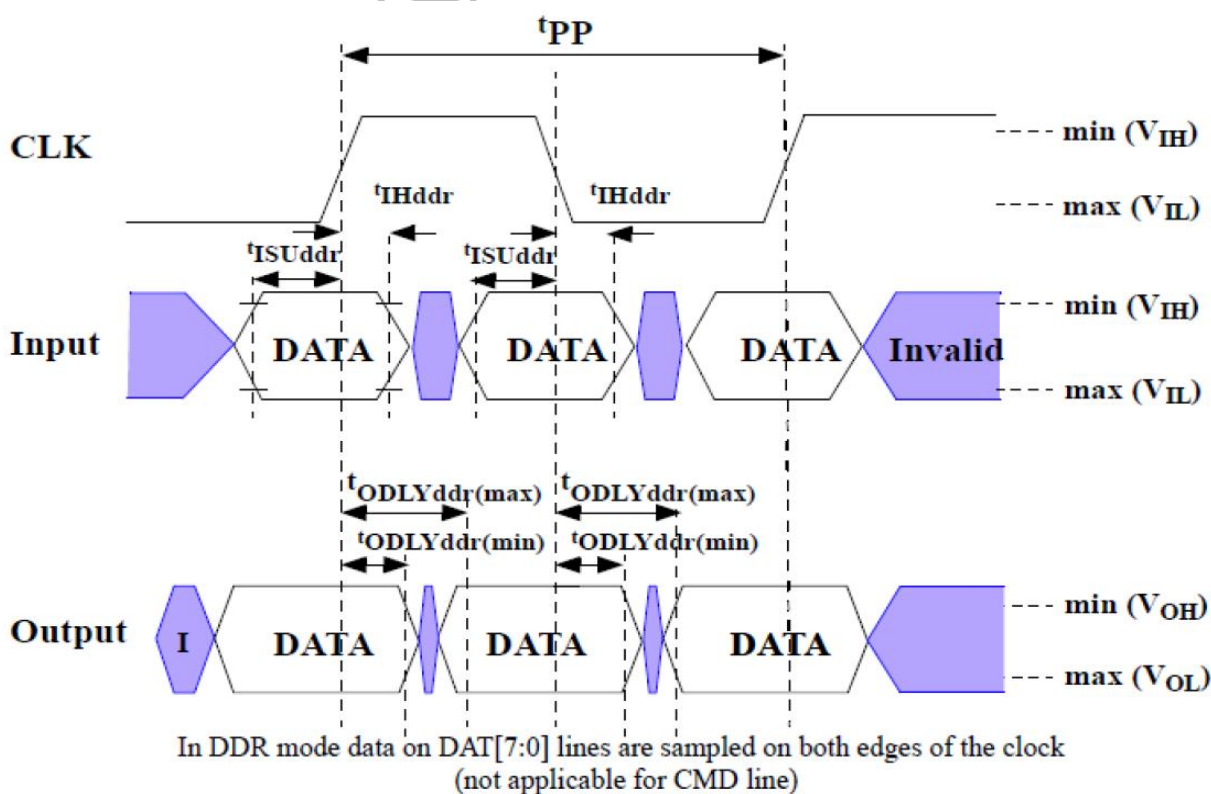 tPP
CLK
min (VIH)
max (VIL)
tIHddr
tIHddr
tISUddr
tISUddr
Input
DATA
DATA
DATA
Invalid
min (VIH)
max (VIL)
tODLYddr(max)
tODLYddr(max)
tODLYddr(min)
tODLYddr(min)
Output
I
DATA
DATA
DATA
min (VOH)
max (VOL)
In DDR mode data on DAT[7:0] lines are sampled on both edges of the clock
(not applicable for CMD line)